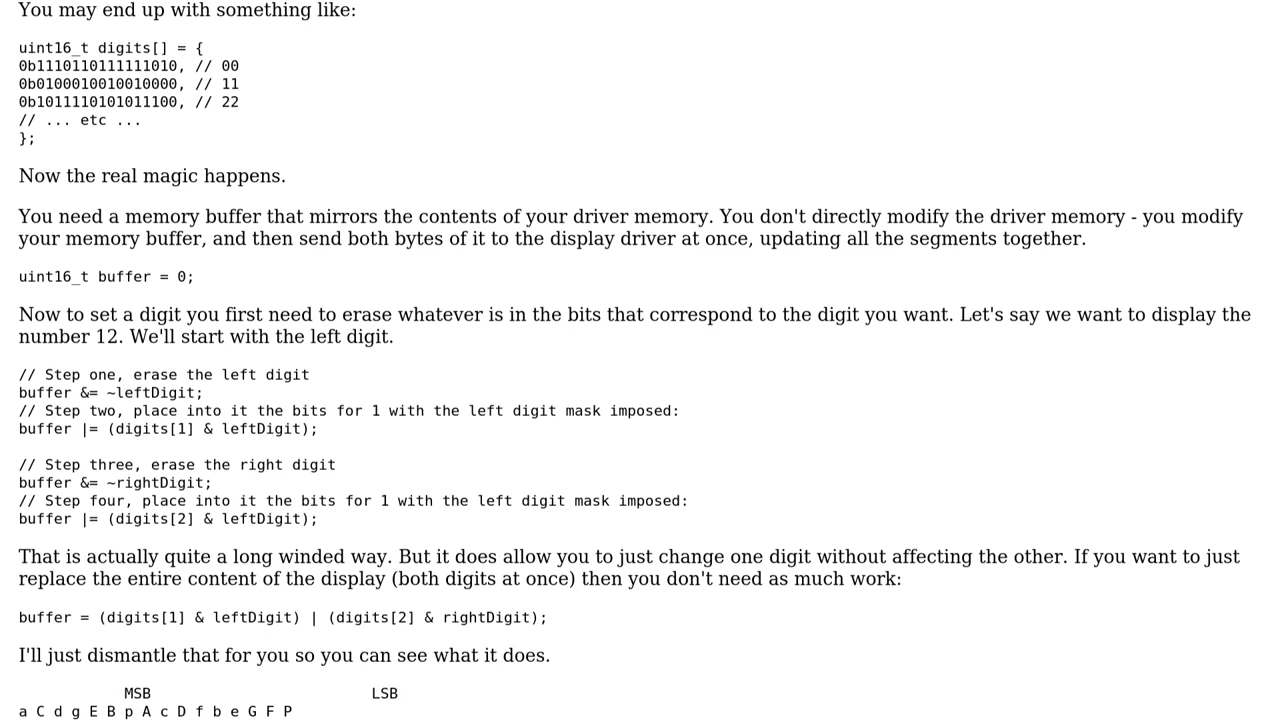 You may end up with something like:
uint16_t digits[] = {
0b1110110111111010, // 00
0b0100010010010000, // 11
0b1011110101011100, // 22
// ... etc ...
};
Now the real magic happens.
You need a memory buffer that mirrors the contents of your driver memory. You don't directly modify the driver memory - you modify
your memory buffer, and then send both bytes of it to the display driver at once, updating all the segments together.
uint16_t buffer = 0;
Now to set a digit you first need to erase whatever is in the bits that correspond to the digit you want. Let's say we want to display the
number 12. We'll start with the left digit.
// Step one, erase the left digit
buffer &= ~leftDigit;
// Step two, place into it the bits for 1 with the left digit mask imposed:
buffer |= (digits[1] & leftDigit);
// Step three, erase the right digit
buffer &= ~rightDigit;
// Step four, place into it the bits for 1 with the left digit mask imposed:
buffer |= (digits[2] & leftDigit);
That is actually quite a long winded way. But it does allow you to just change one digit without affecting the other. If you want to just
replace the entire content of the display (both digits at once) then you don't need as much work:
buffer = (digits[1] & leftDigit) | (digits[2] & rightDigit);
I'll just dismantle that for you so you can see what it does.
MSB LSB
a C d g E B p A c D f b e G F P